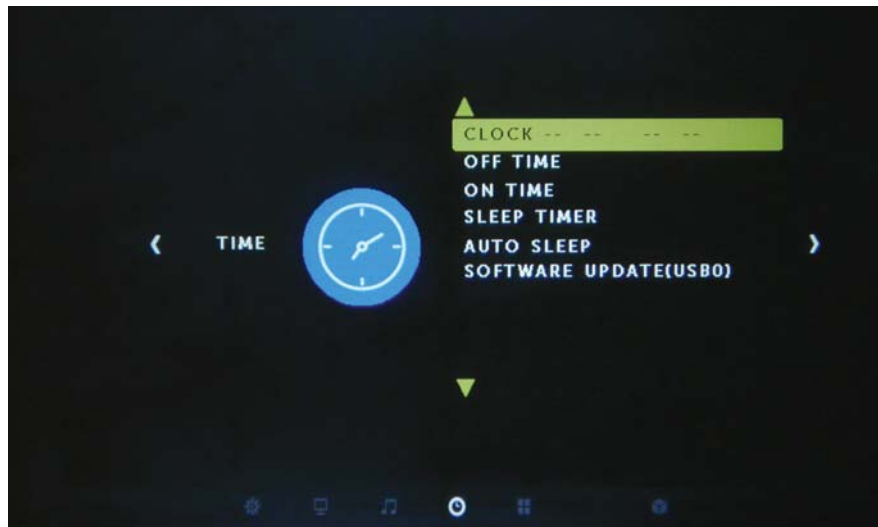 CLOCK -- -- -- --
OFF TIME
ON TIME
SLEEP TIMER
TIME
AUTO SLEEP
SOFTWARE UPDATE(USB0)